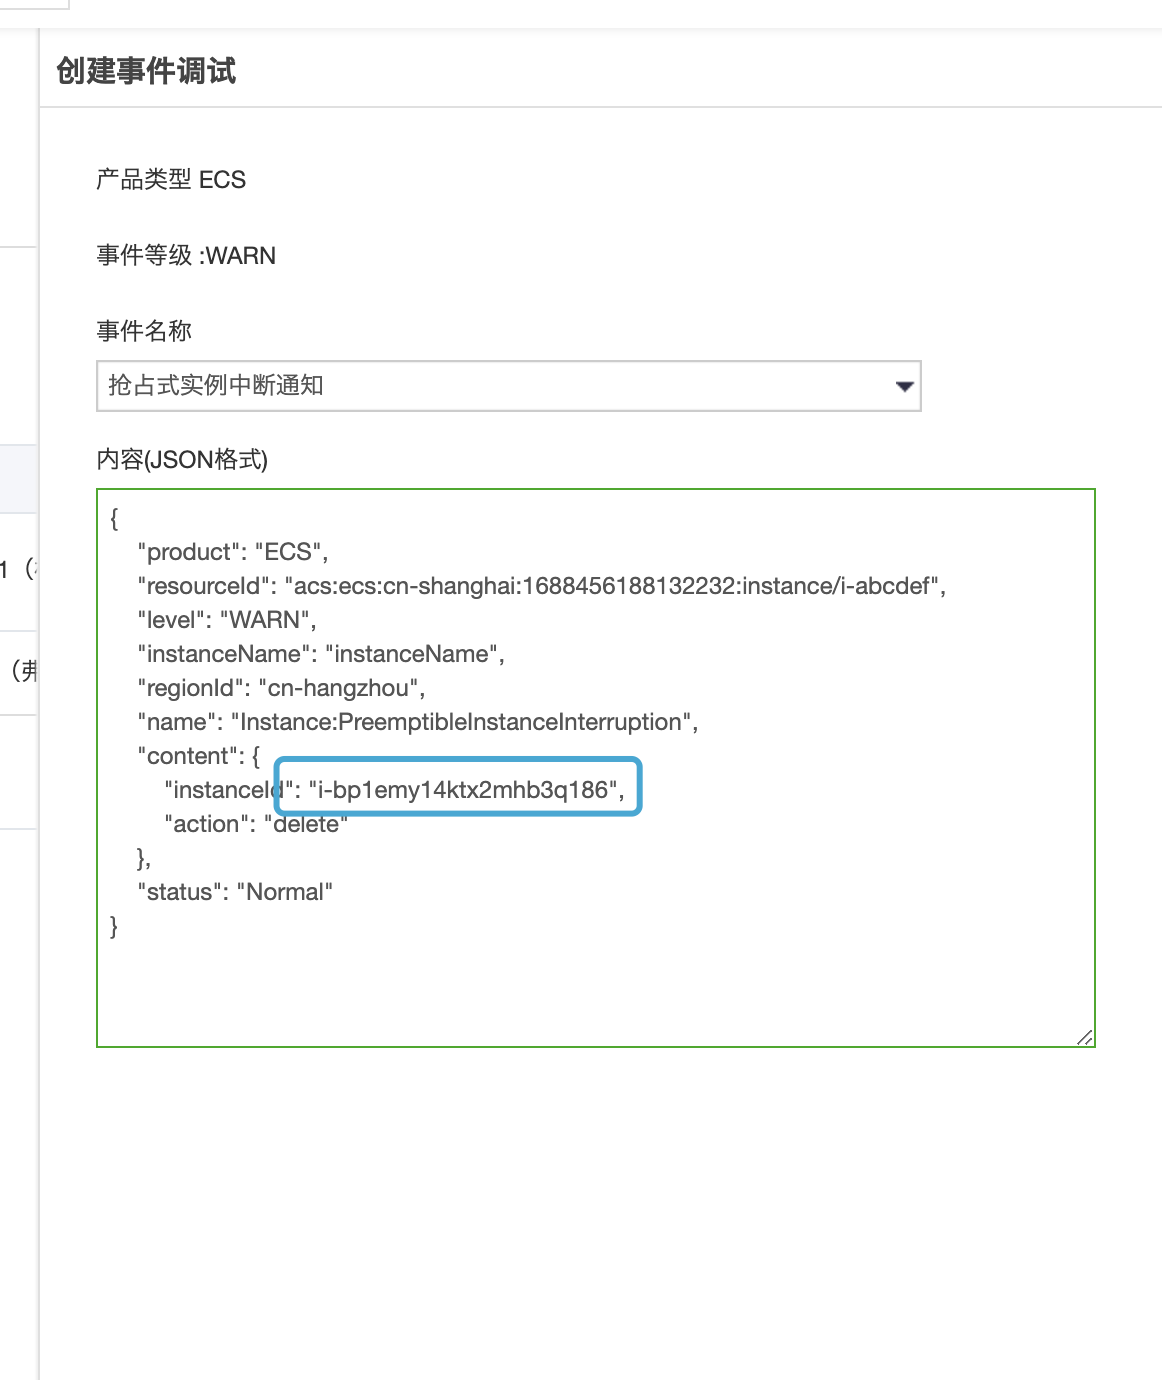 创建事件调试
产品类型 ECS
事件等级 :WARN
事件名称
抢占式实例中断通知
内容(JSON格式)
{
"product": "ECS",
"resourceId": "acs:ecs:cn-shanghai:1688456188132232:instance/i-abcdef",
"level": "WARN",
"instanceName": "instanceName",
"regionId": "cn-hangzhou",
"name": "Instance:PreemptibleInstanceInterruption",
"content": {
"instanceId": "i-bp1emy14ktx2mhb3q186",
"action": "delete"
},
"status": "Normal"
}
1（
（弗